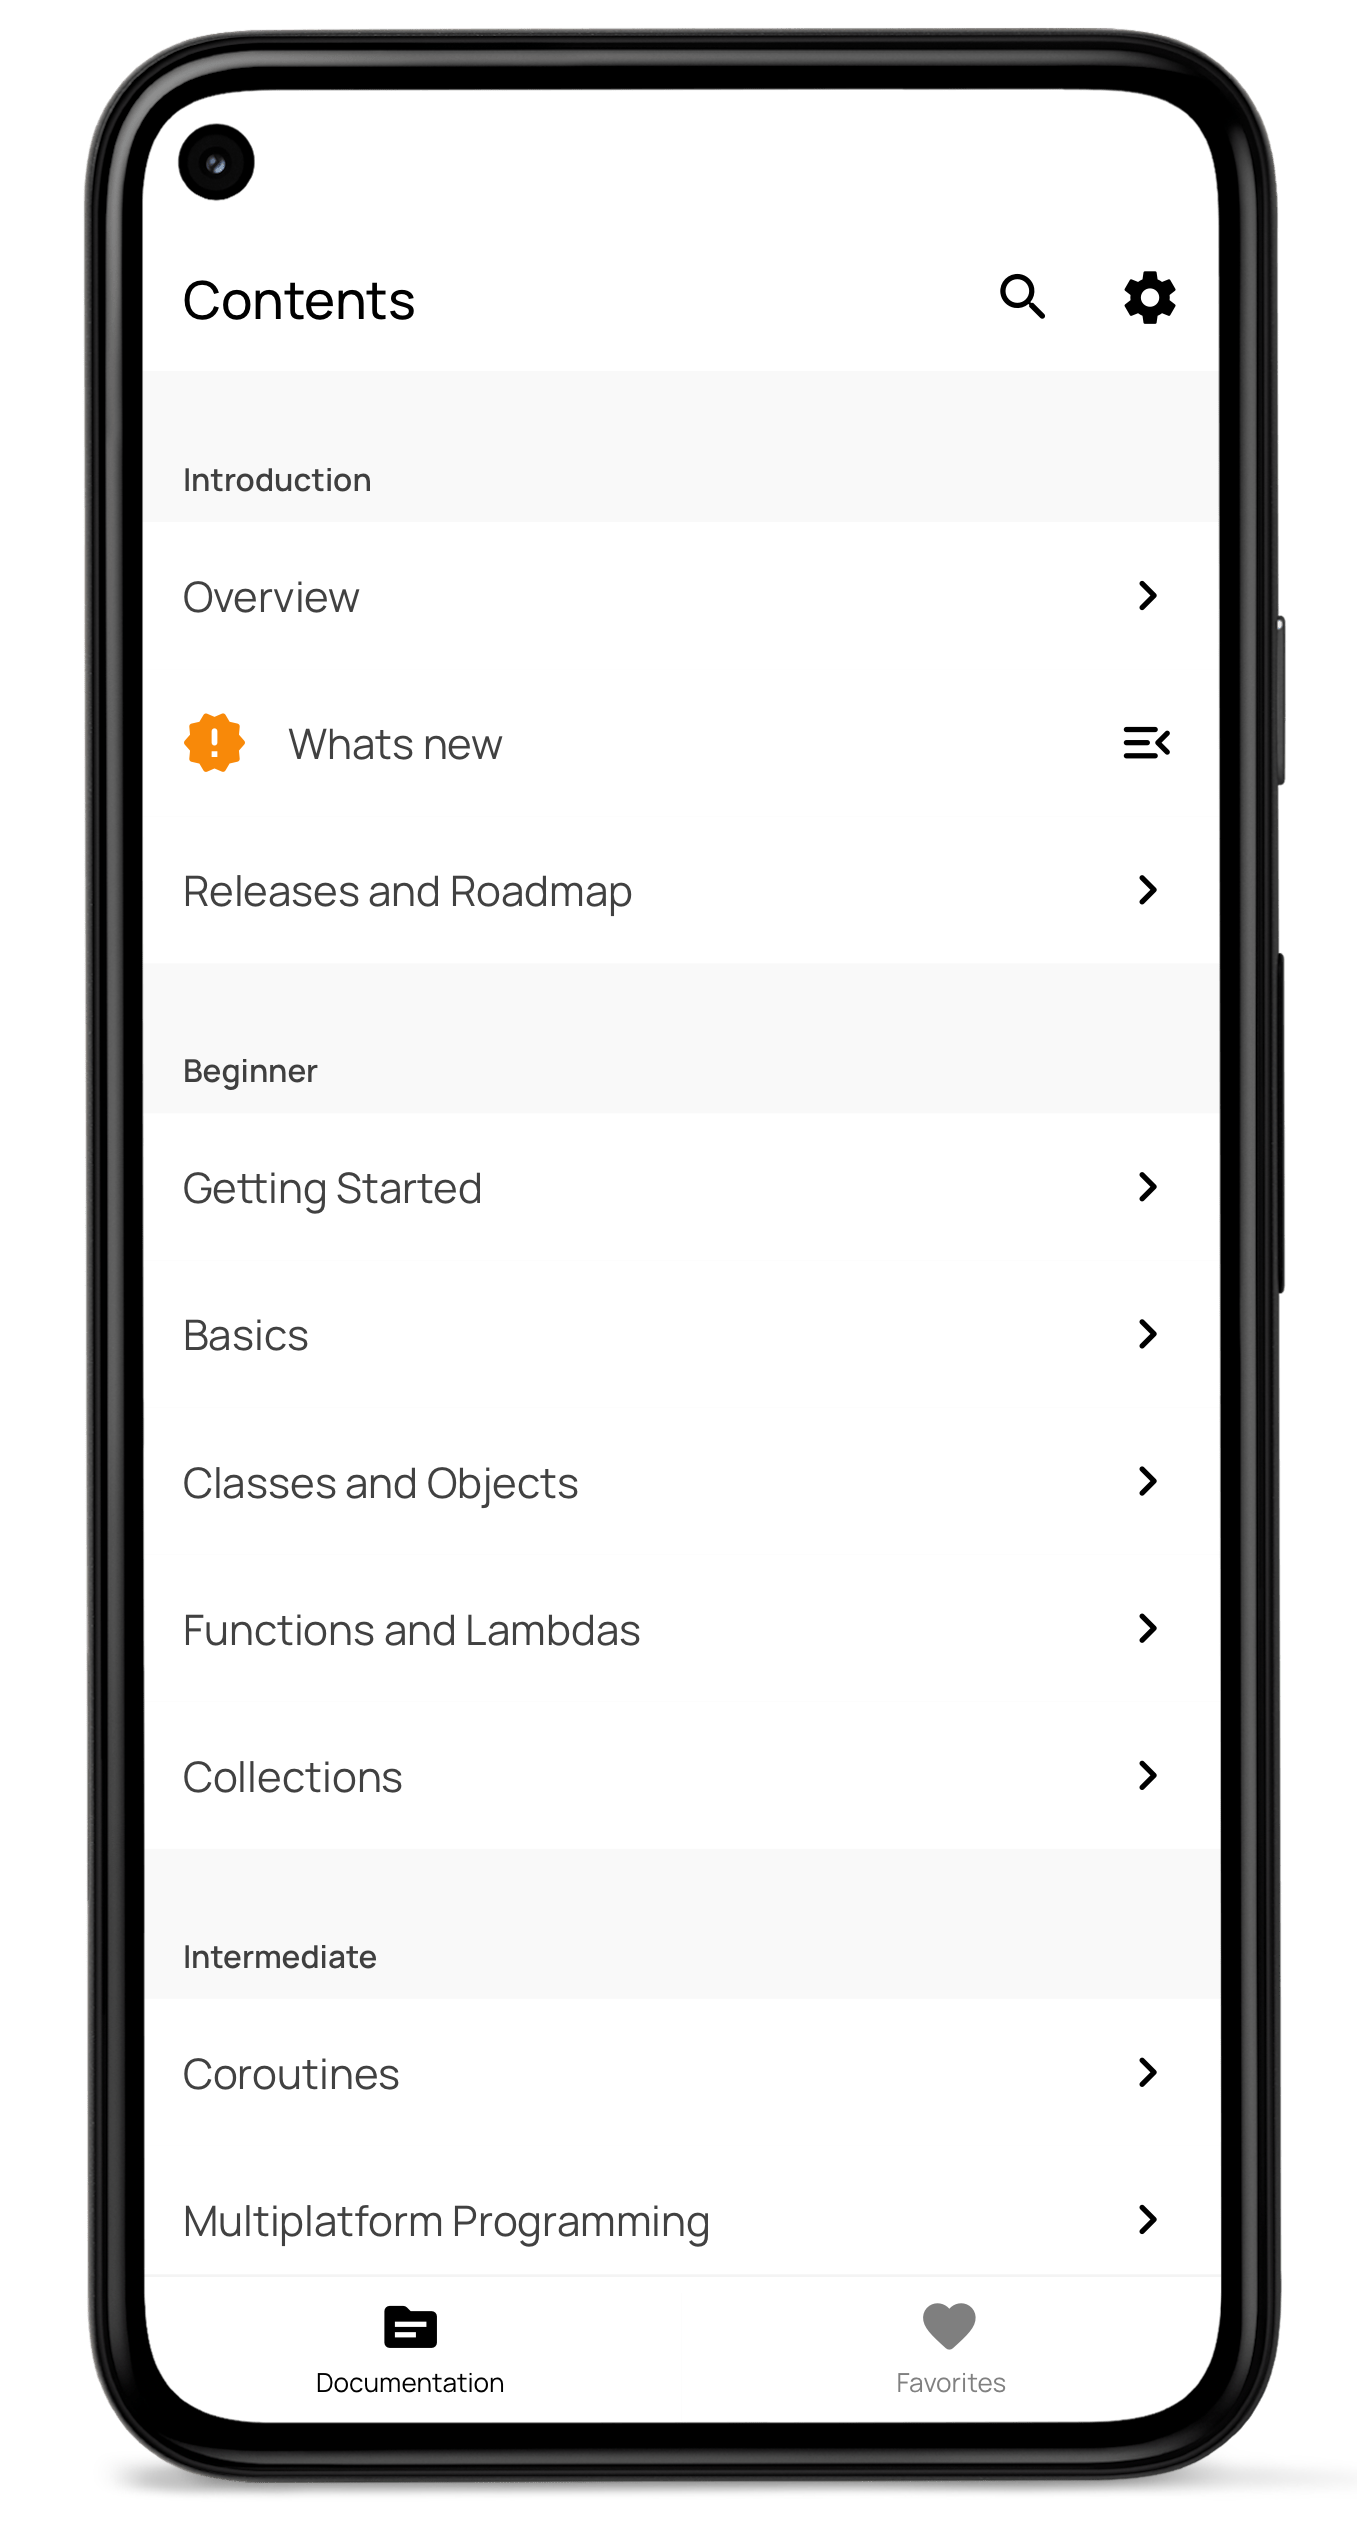 Contents
Introduction
Overview
Whats new
Releases and Roadmap
Beginner
Getting Started
Basics
Classes and Objects
Functions and Lambdas
Collections
Intermediate
Coroutines
Multiplatform Programming
Documentation
Favorites